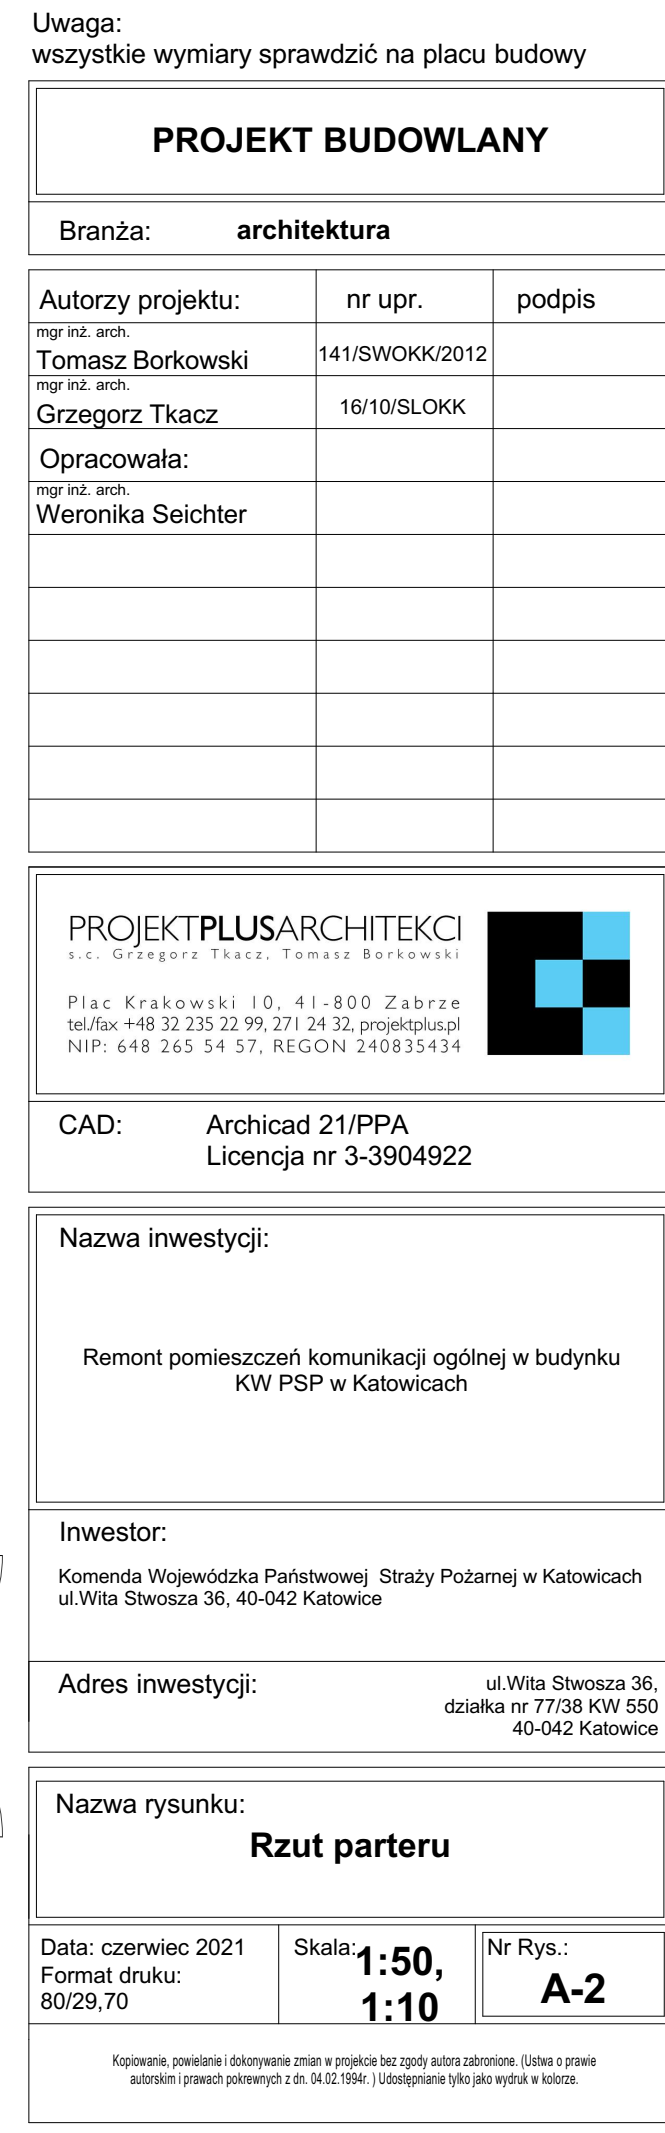 Uwaga:
wszystkie wymiary sprawdzić na placu budowy
PROJEKT BUDOWLANY
Branża: architektura
Autorzy projektu: nr upr. podpis
mgr inż. arch.
Tomasz Borkowski 141/SWOKK/2012
mgr inż. arch.
Grzegorz Tkacz 16/10/SLOKK
Opracowała:
mgr inż. arch.
Weronika Seichter
PROJEKTPLUSARCHITEKCI
s.c. Grzegorz Tkacz, Tomasz Borkowski
Plac Krakowski 10, 41-800 Zabrze
tel./fax +48 32 235 22 99, 271 24 32, projektplus.pl
NIP: 648 265 54 57, REGON 240835434
CAD: Archicad 21/PPA
Licencja nr 3-3904922
Nazwa inwestycji:
Remont pomieszczeń komunikacji ogólnej w budynku
KW PSP w Katowicach
Inwestor:
Komenda Wojewódzka Państwowej Straży Pożarnej w Katowicach
ul.Wita Stwosza 36, 40-042 Katowice
Adres inwestycji: ul.Wita Stwosza 36,
działka nr 77/38 KW 550
40-042 Katowice
Nazwa rysunku:
Rzut parteru
Data: czerwiec 2021
Format druku:
80/29,70
Skala: 1:50,
1:10
Nr Rys.:
A-2
Kopiowanie, powielanie i dokonywanie zmian w projekcie bez zgody autora zabronione. (Ustwa o prawie
autorskim i prawach pokrewnych z dn. 04.02.1994r. ) Udostępnianie tylko jako wydruk w kolorze.